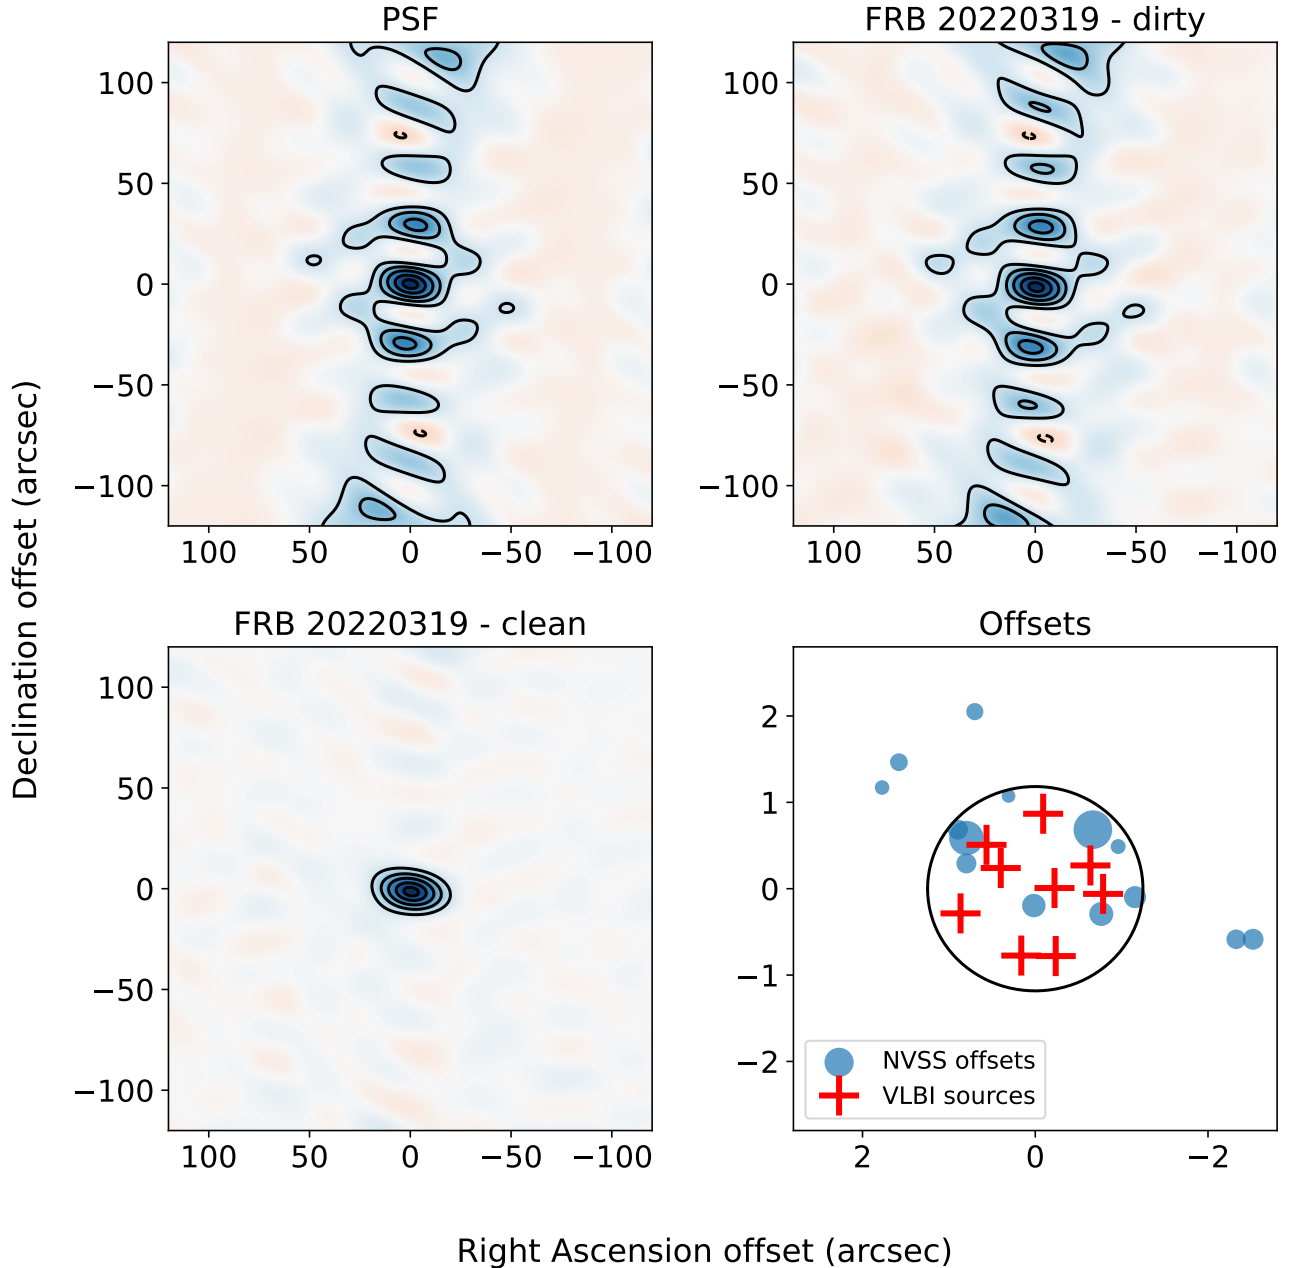 PSF
FRB 20220319 - dirty
100
50
0
−50
−100
100 50 0 −50 −100
100
50
0
−50
−100
100 50 0 −50 −100
Declination offset (arcsec)
FRB 20220319 - clean
Offsets
100
50
0
−50
−100
100 50 0 −50 −100
2
1
0
−1
−2
NVSS offsets
VLBI sources
2 0 −2
Right Ascension offset (arcsec)